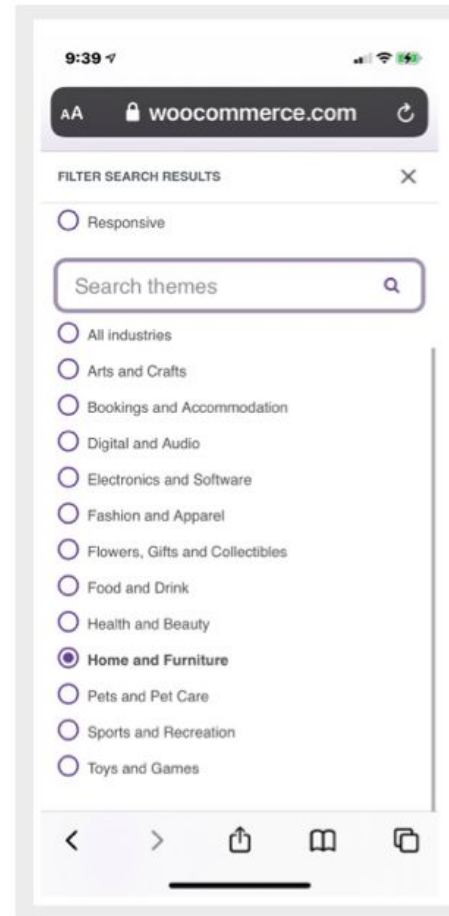 9:39
AA woocommerce.com
FILTER SEARCH RESULTS
Responsive
Search themes
All industries
Arts and Crafts
Bookings and Accommodation
Digital and Audio
Electronics and Software
Fashion and Apparel
Flowers, Gifts and Collectibles
Food and Drink
Health and Beauty
Home and Furniture
Pets and Pet Care
Sports and Recreation
Toys and Games